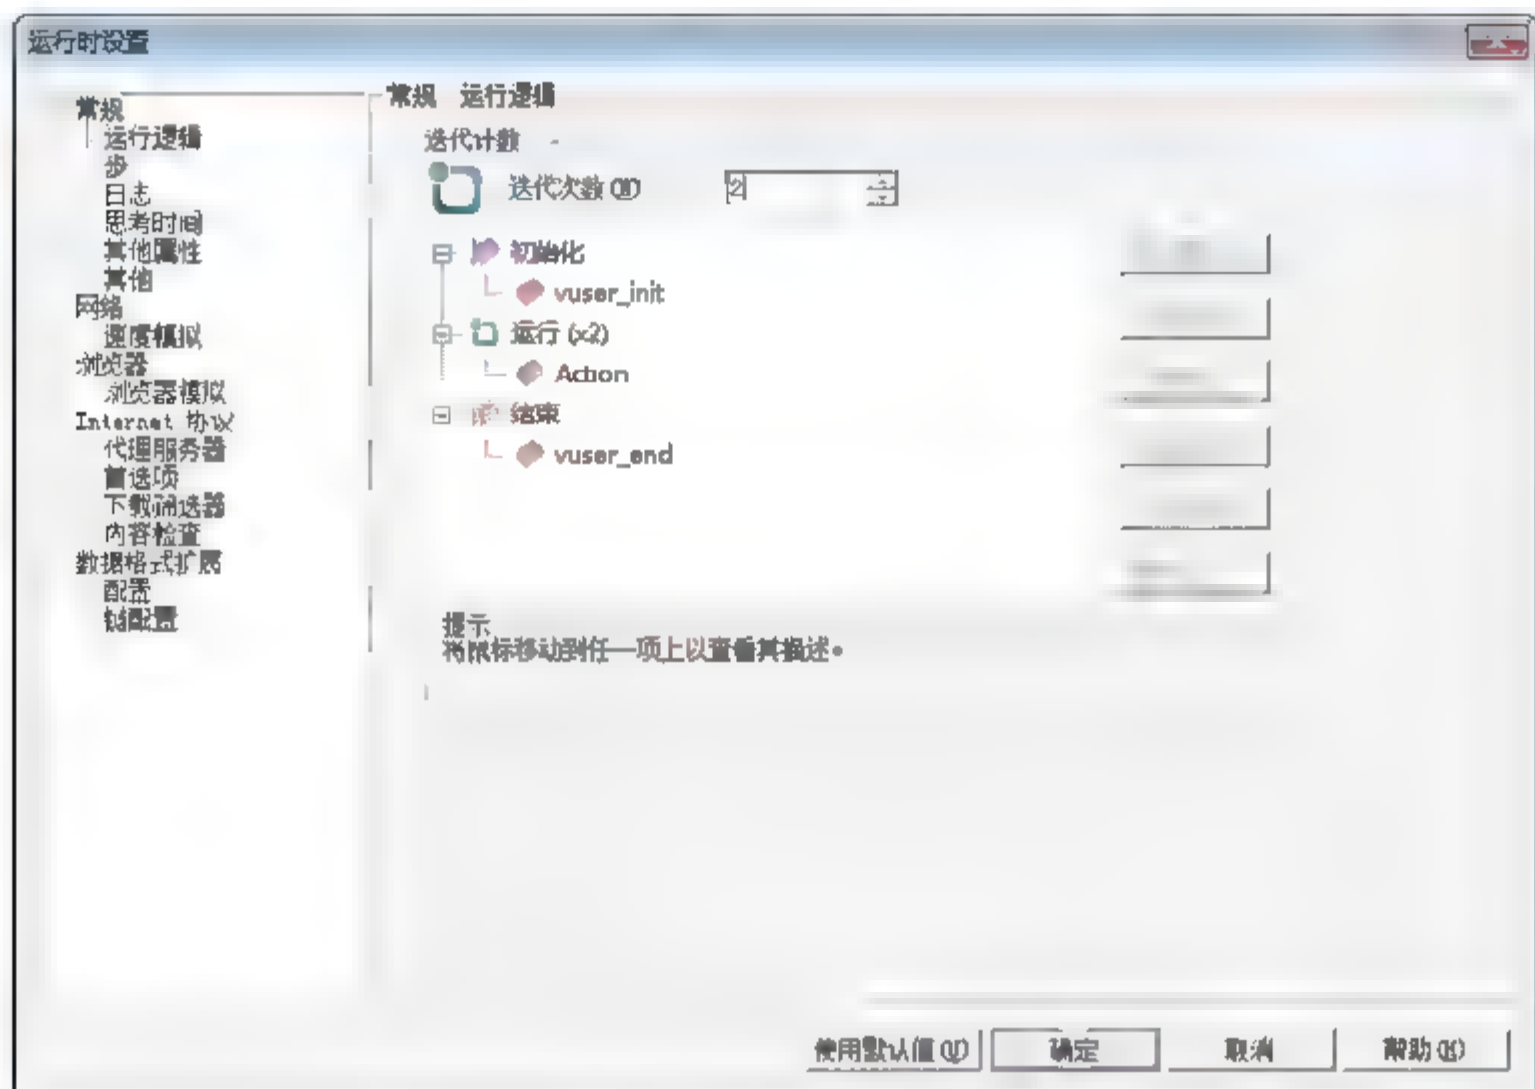 运行时设置
常规
运行逻辑
步
日志
思考时间
其他属性
其他
网络
速度模拟
浏览器
浏览器模拟
Internet 协议
代理服务器
首选项
下载筛选器
内容检查
数据格式扩展
配置
链配置
常规 运行逻辑
迭代计数
迭代次数 2
初始化
vuser_init
运行 (x2)
Action
结束
vuser_end
提示
将鼠标移动到任一项上以查看其描述。
使用默认值(U) 确定 取消 帮助(H)